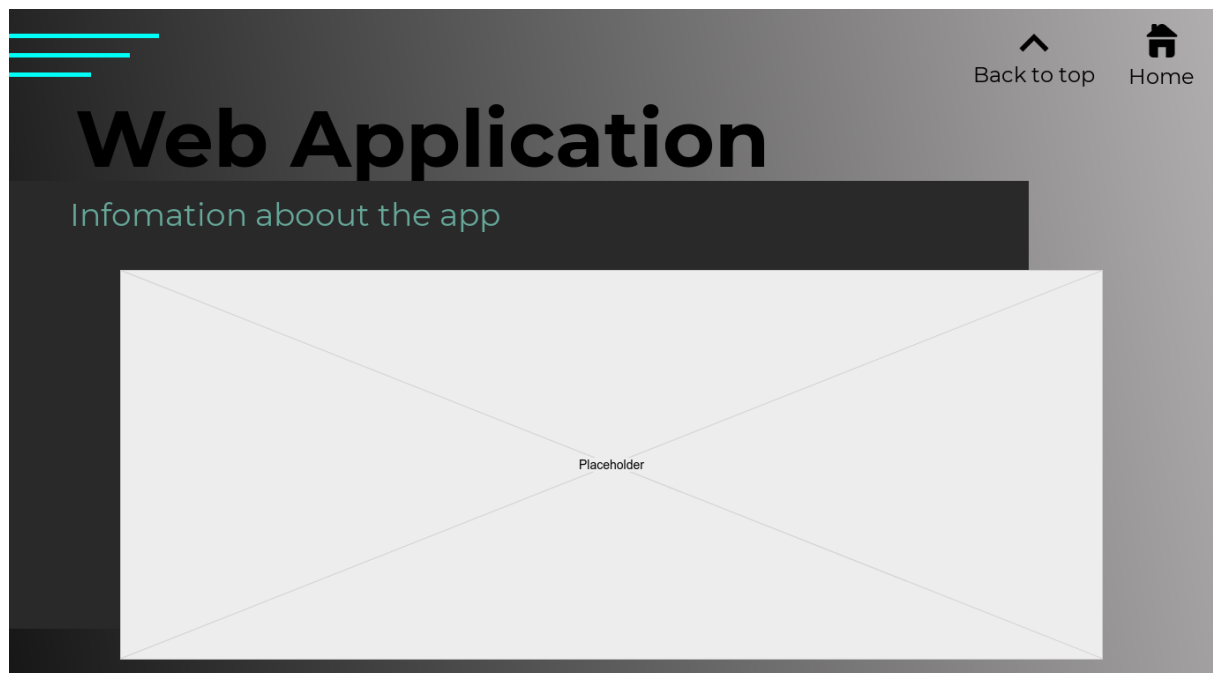 Back to top
Home
Web Application
Infomation aboout the app
Placeholder